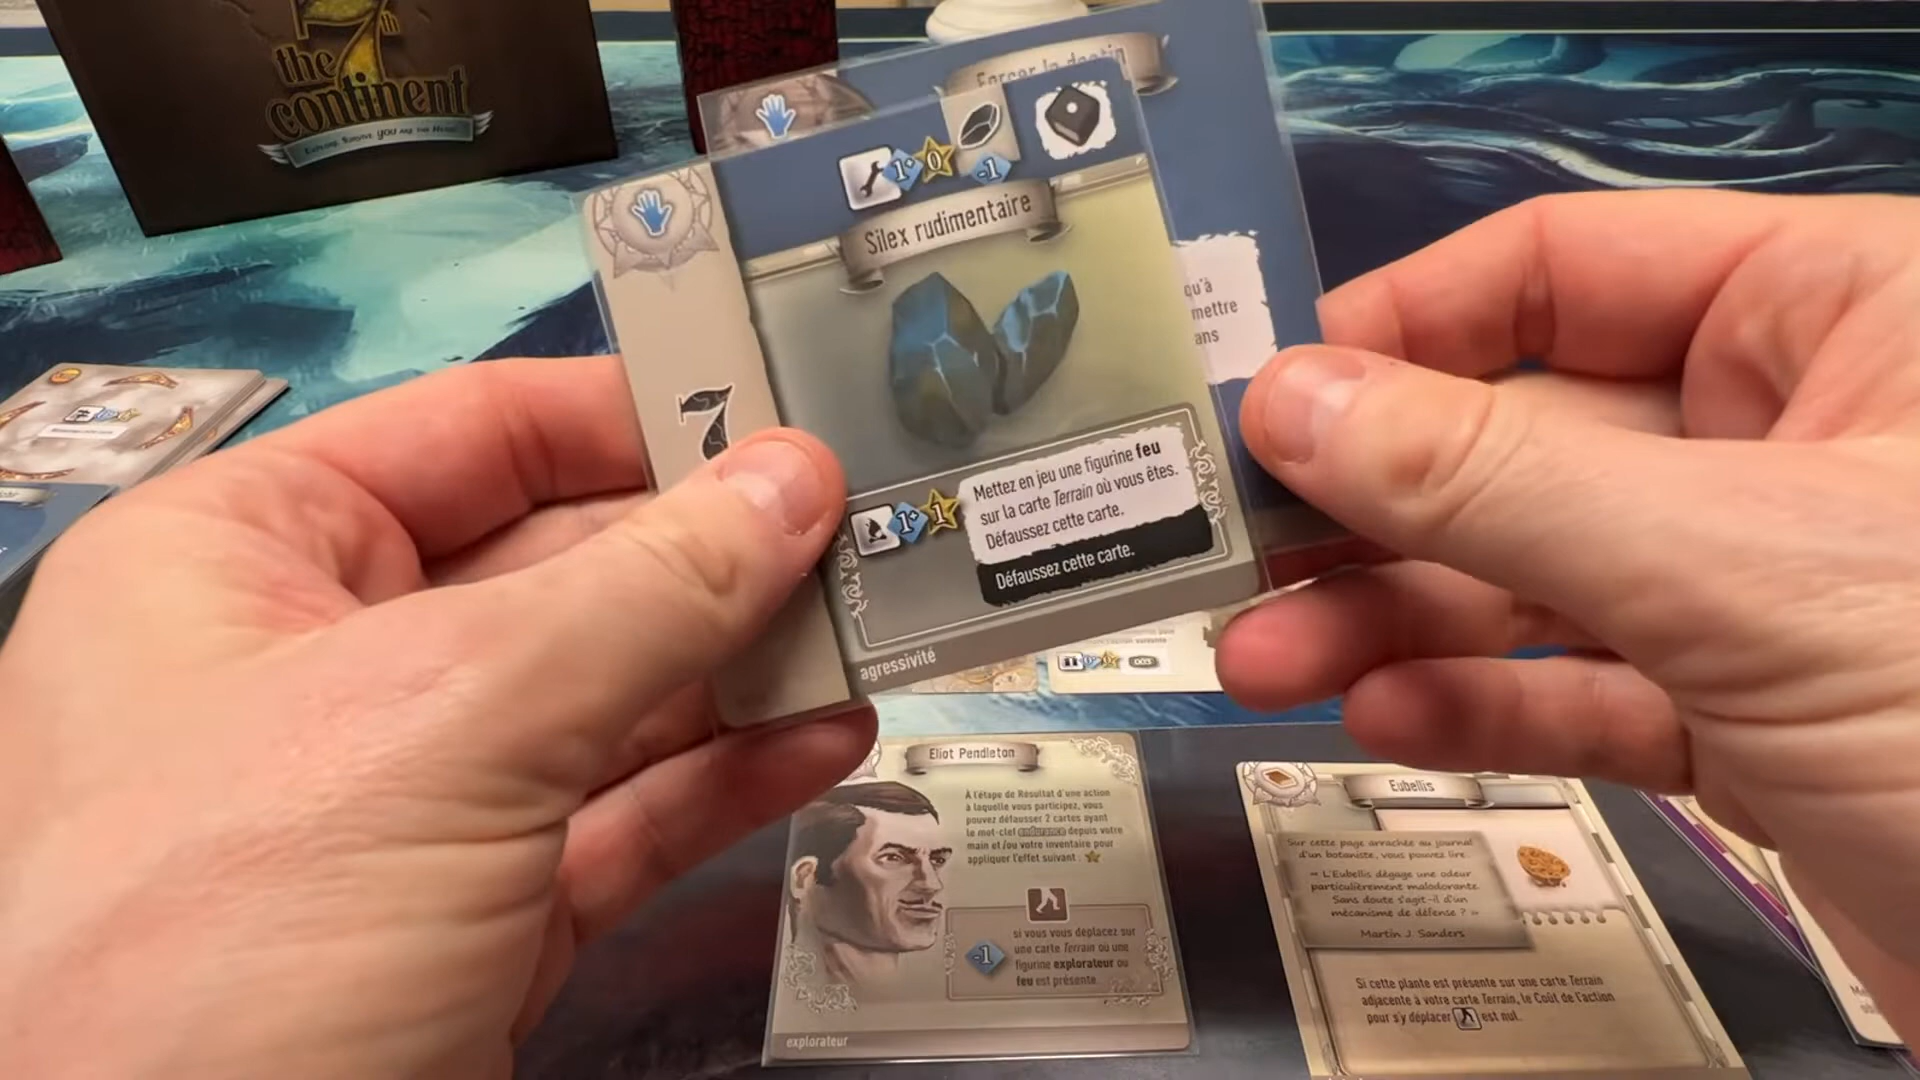 the
7th
continent
EXPLORE. SURVIVE. YOU ARE THE HERO.
Forcer le destin
1+
0
-1
Silex rudimentaire
7
qu'à
mettre
ans
1+
1
Mettez en jeu une figurine feu
sur la carte Terrain où vous êtes.
Défaussez cette carte.
Défaussez cette carte.
agressivité
003
Eliot Pendleton
À l'étape de Résultat d'une action
à laquelle vous participez, vous
pouvez défausser 2 cartes ayant
le mot-clef endurance depuis votre
main et/ou votre inventaire pour
appliquer l'effet suivant :
-1
si vous vous déplacez sur
une carte Terrain où une
figurine explorateur ou
feu est présente.
explorateur
Eubellis
Sur cette page arrachée au journal
d'un botaniste, vous pouvez lire...
« L'Eubellis dégage une odeur
particulièrement malodorante.
Sans doute s'agit-il d'un
mécanisme de défense ? »
Martin J. Sanders
Si cette plante est présente sur une carte Terrain
adjacente à votre carte Terrain, le Coût de l'action
pour s'y déplacer est nul.